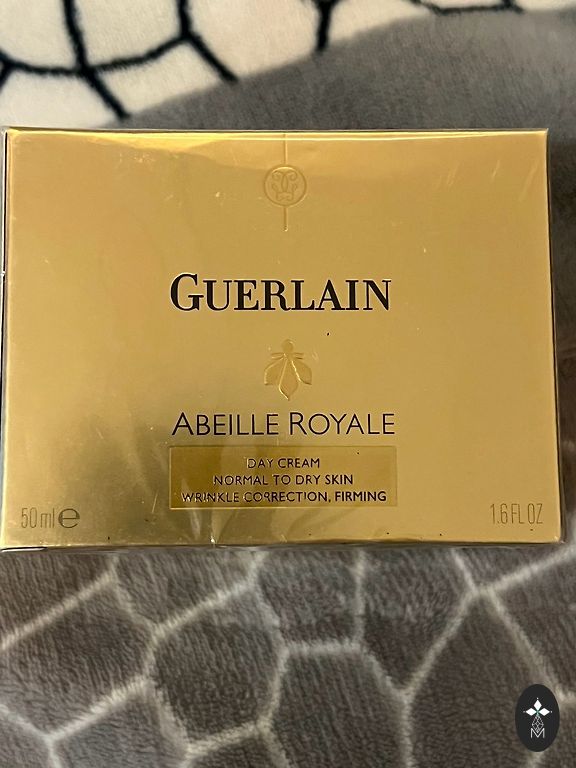 GUERLAIN
ABEILLE ROYALE
DAY CREAM
NORMAL TO DRY SKIN
WRINKLE CORRECTION, FIRMING
50 ml ℮
1.6 FL OZ
M